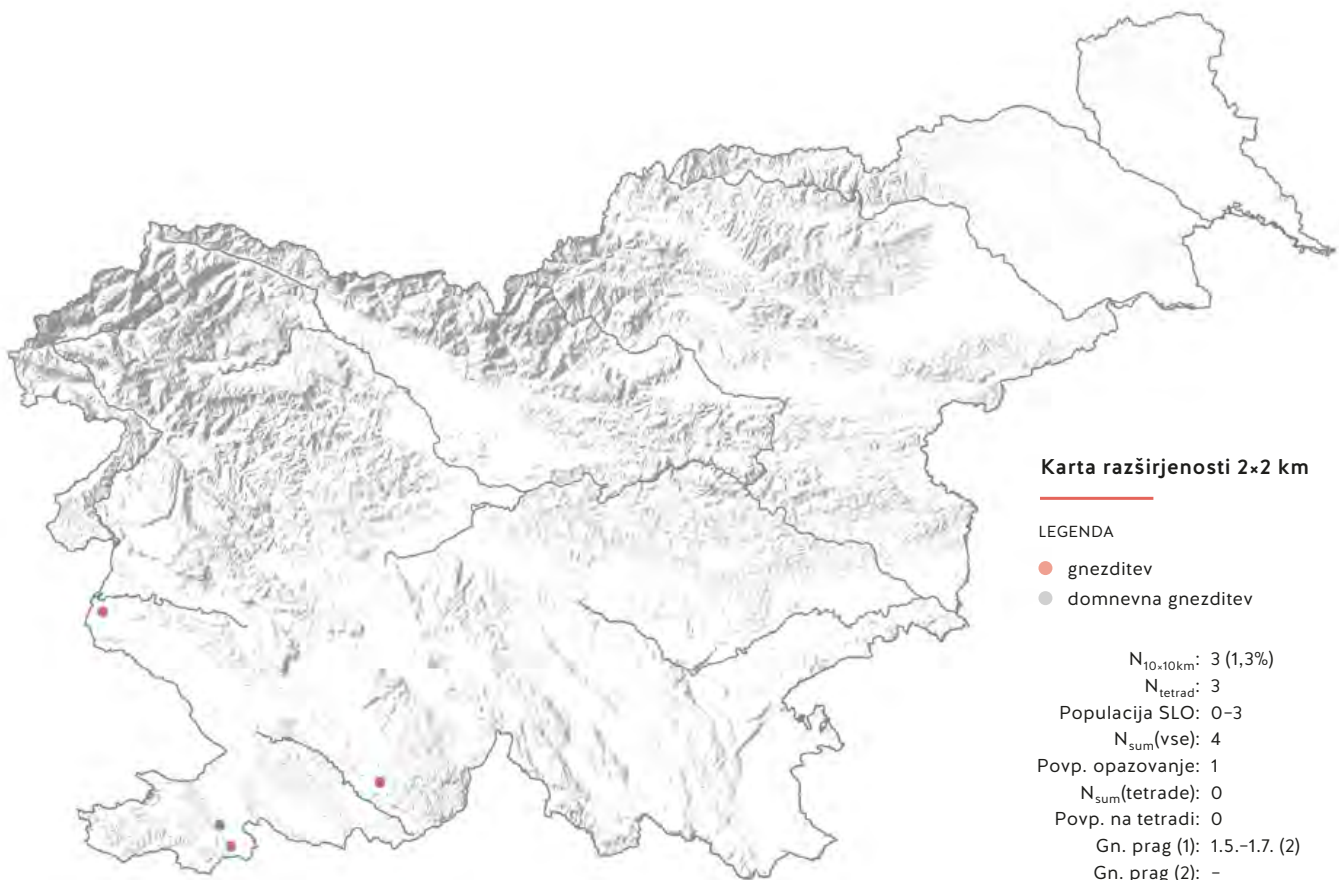 Karta razširjenosti 2×2 km
LEGENDA
gnezditev
domnevna gnezditev
N10×10km: 3 (1,3%)
Ntetrad: 3
Populacija SLO: 0–3
Nsum(vse): 4
Povp. opazovanje: 1
Nsum(tetrade): 0
Povp. na tetradi: 0
Gn. prag (1): 1.5.–1.7. (2)
Gn. prag (2): –